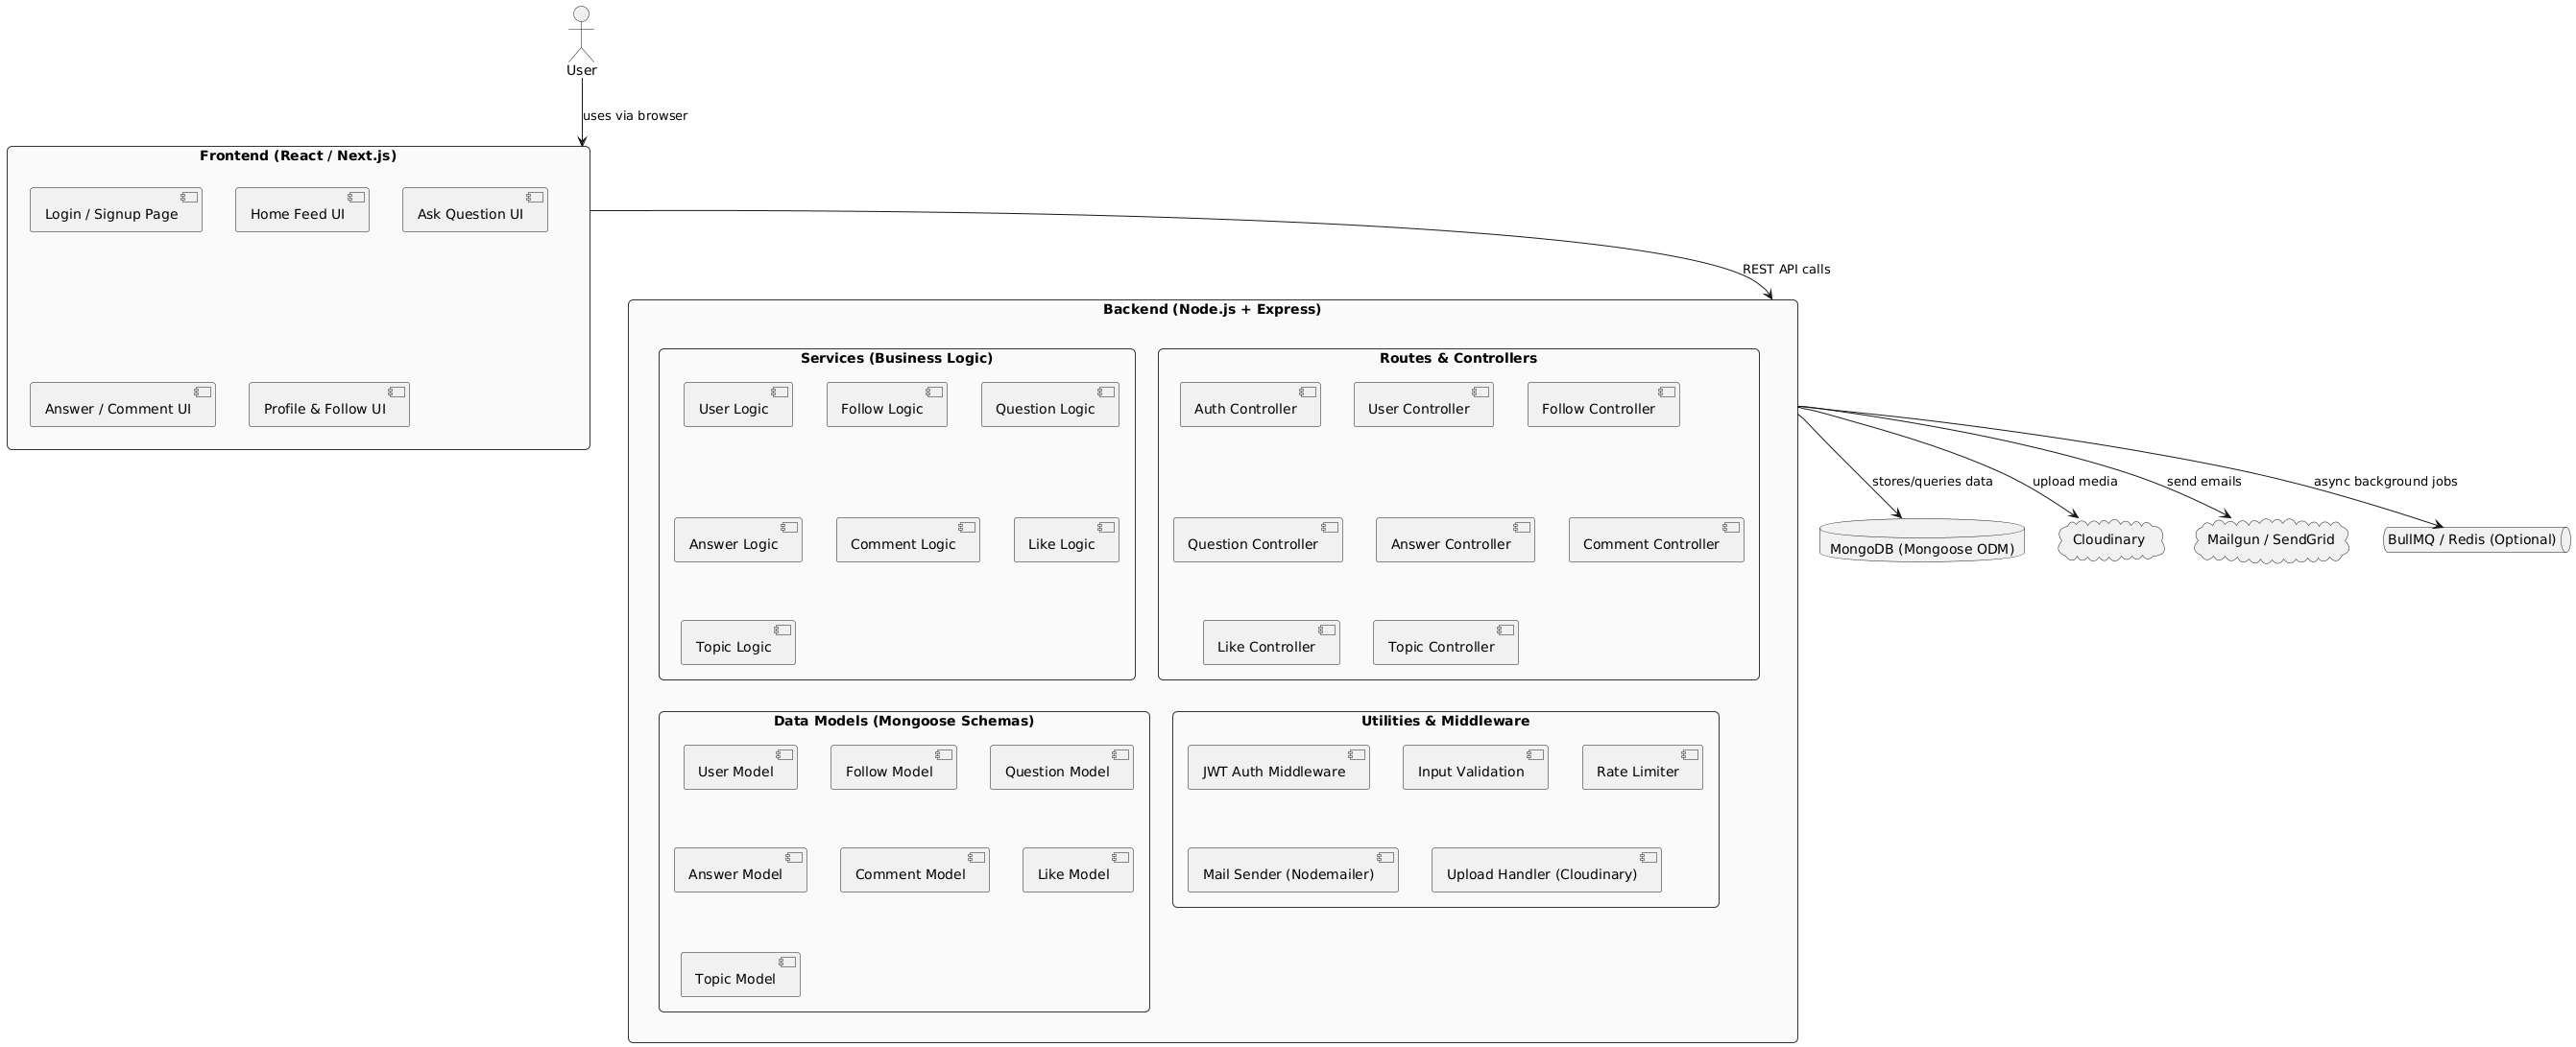 User
uses via browser
Frontend (React / Next.js)
Login / Signup Page
Home Feed UI
Ask Question UI
Answer / Comment UI
Profile & Follow UI
REST API calls
Backend (Node.js + Express)
Services (Business Logic)
User Logic
Follow Logic
Question Logic
Answer Logic
Comment Logic
Like Logic
Topic Logic
Routes & Controllers
Auth Controller
User Controller
Follow Controller
Question Controller
Answer Controller
Comment Controller
Like Controller
Topic Controller
Data Models (Mongoose Schemas)
User Model
Follow Model
Question Model
Answer Model
Comment Model
Like Model
Topic Model
Utilities & Middleware
JWT Auth Middleware
Input Validation
Rate Limiter
Mail Sender (Nodemailer)
Upload Handler (Cloudinary)
stores/queries data
upload media
send emails
async background jobs
MongoDB (Mongoose ODM)
Cloudinary
Mailgun / SendGrid
BullMQ / Redis (Optional)